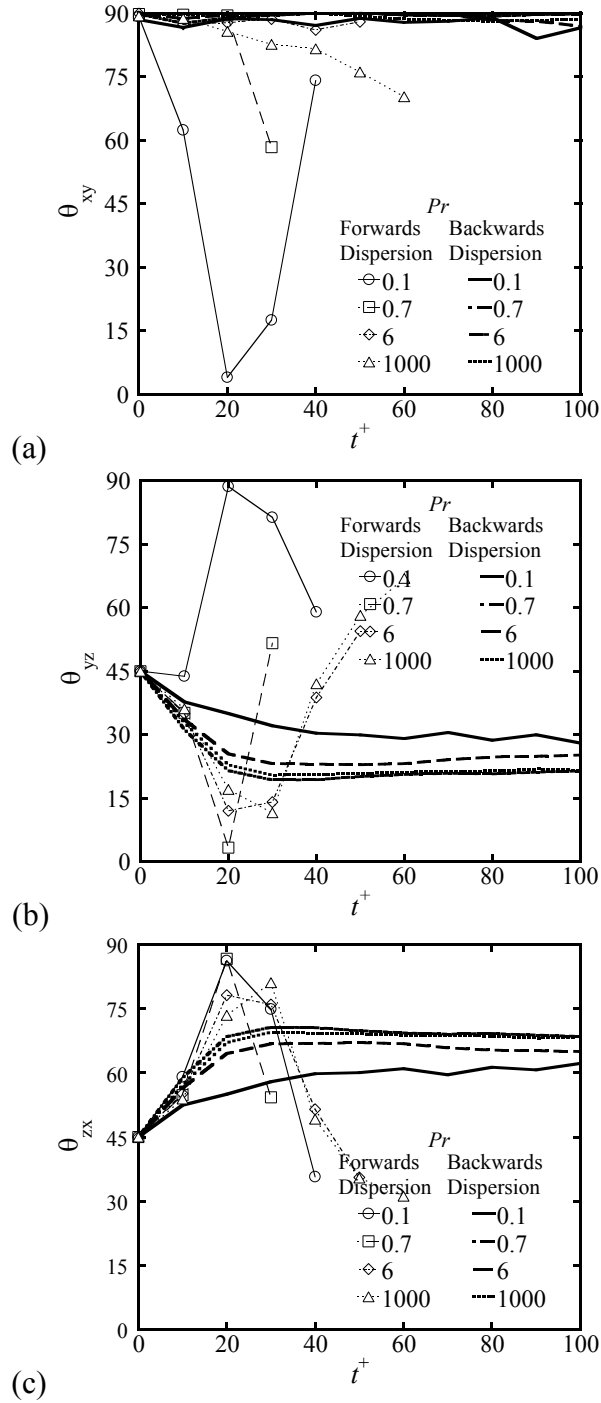 90
75
60
45
30
15
0
θxy
Pr
Forwards Backwards
Dispersion Dispersion
0.1 0.1
0.7 0.7
6 6
1000 1000
0 20 40 60 80 100
t+
(a)
90
75
60
45
30
15
0
θyz
Pr
Forwards Backwards
Dispersion Dispersion
0.1 0.1
0.7 0.7
6 6
1000 1000
0 20 40 60 80 100
t+
(b)
90
75
60
45
30
15
0
θzx
Pr
Forwards Backwards
Dispersion Dispersion
0.1 0.1
0.7 0.7
6 6
1000 1000
0 20 40 60 80 100
t+
(c)